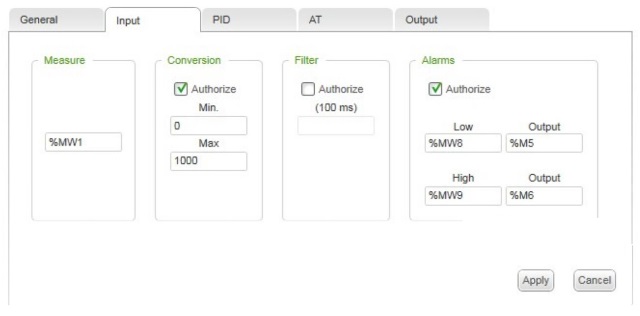 General Input PID AT Output
Measure Conversion Filter Alarms
Authorize Authorize Authorize
Min. (100 ms)
0
Low Output
%MW1 Max %MW8 %M5
1000
High Output
%MW9 %M6
Apply Cancel